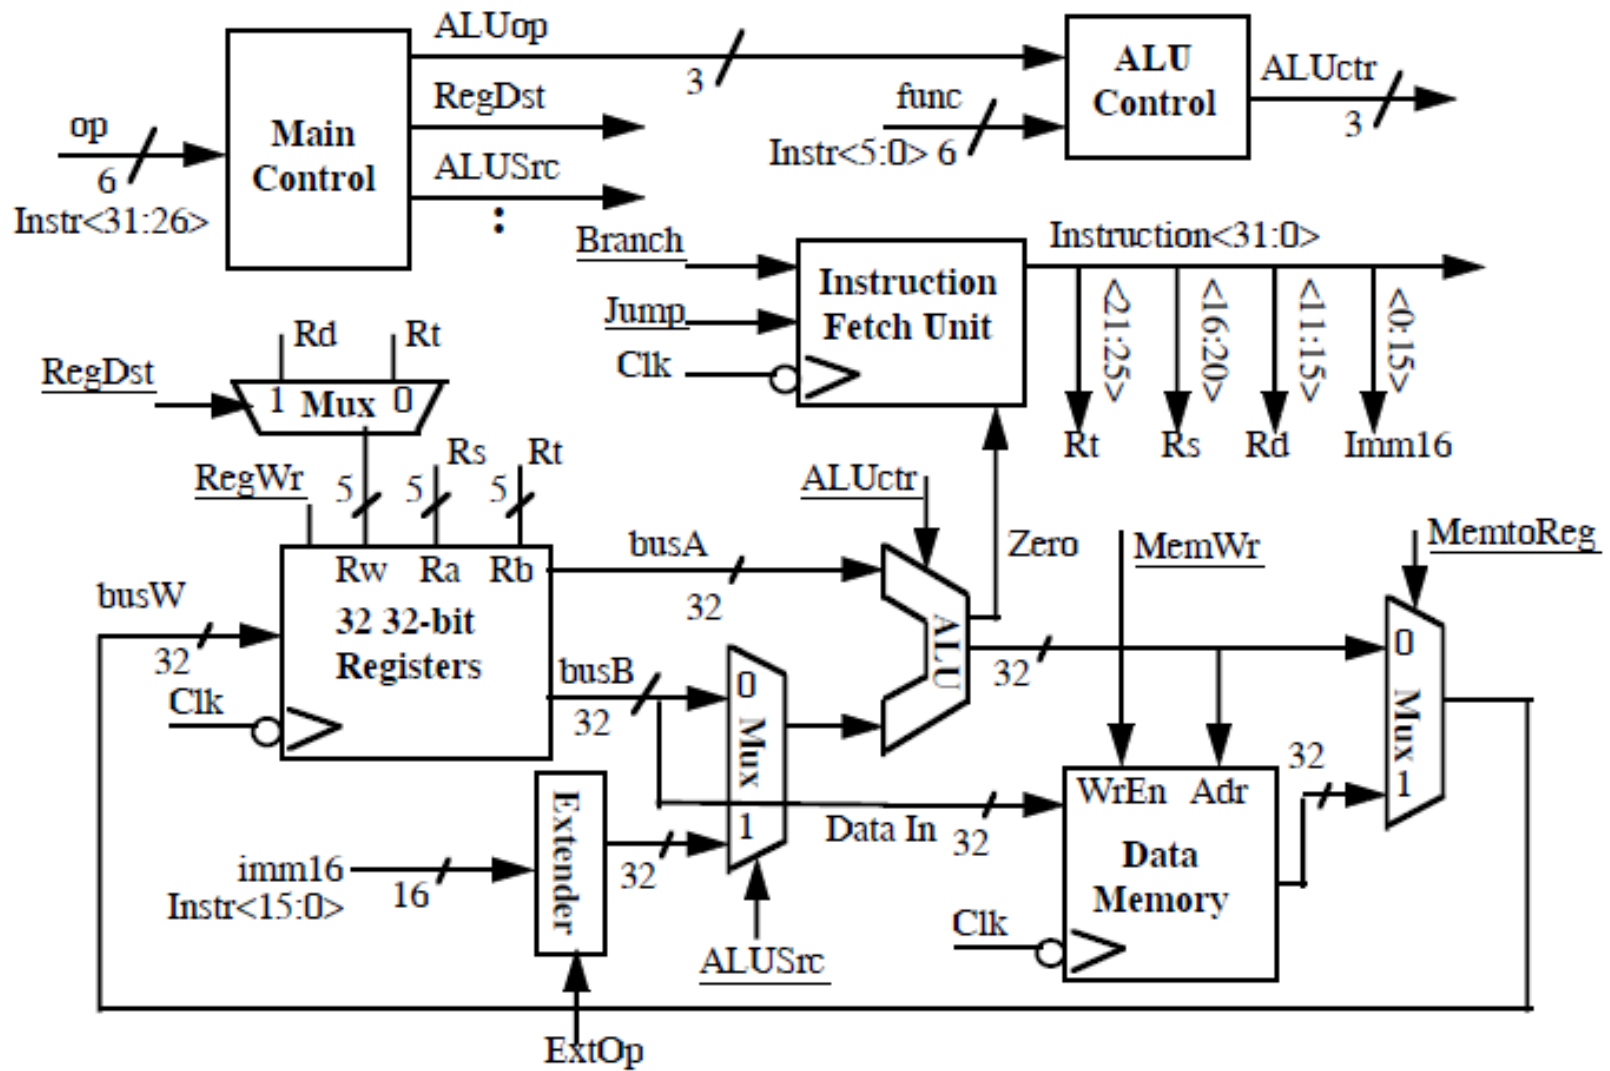 ALUop
3
RegDst
ALUSrc
⋮
op
6
Instr<31:26>
Main
Control
func
Instr<5:0> 6
ALU
Control
ALUctr
3
Branch
Jump
Clk
Instruction
Fetch Unit
Instruction<31:0>
<21:25>
<16:20>
<11:15>
<0:15>
Rt
Rs
Rd
Imm16
Rd
Rt
RegDst
1 Mux 0
RegWr
5
5
Rs
5
Rt
busW
32
Clk
Rw Ra Rb
32 32-bit
Registers
busA
32
busB
32
0
Mux
1
ALUSrc
imm16
Instr<15:0>
16
Extender
32
ExtOp
ALUctr
ALU
Zero
32
MemWr
Data In 32
WrEn Adr
Data
Memory
Clk
32
MemtoReg
0
Mux
1